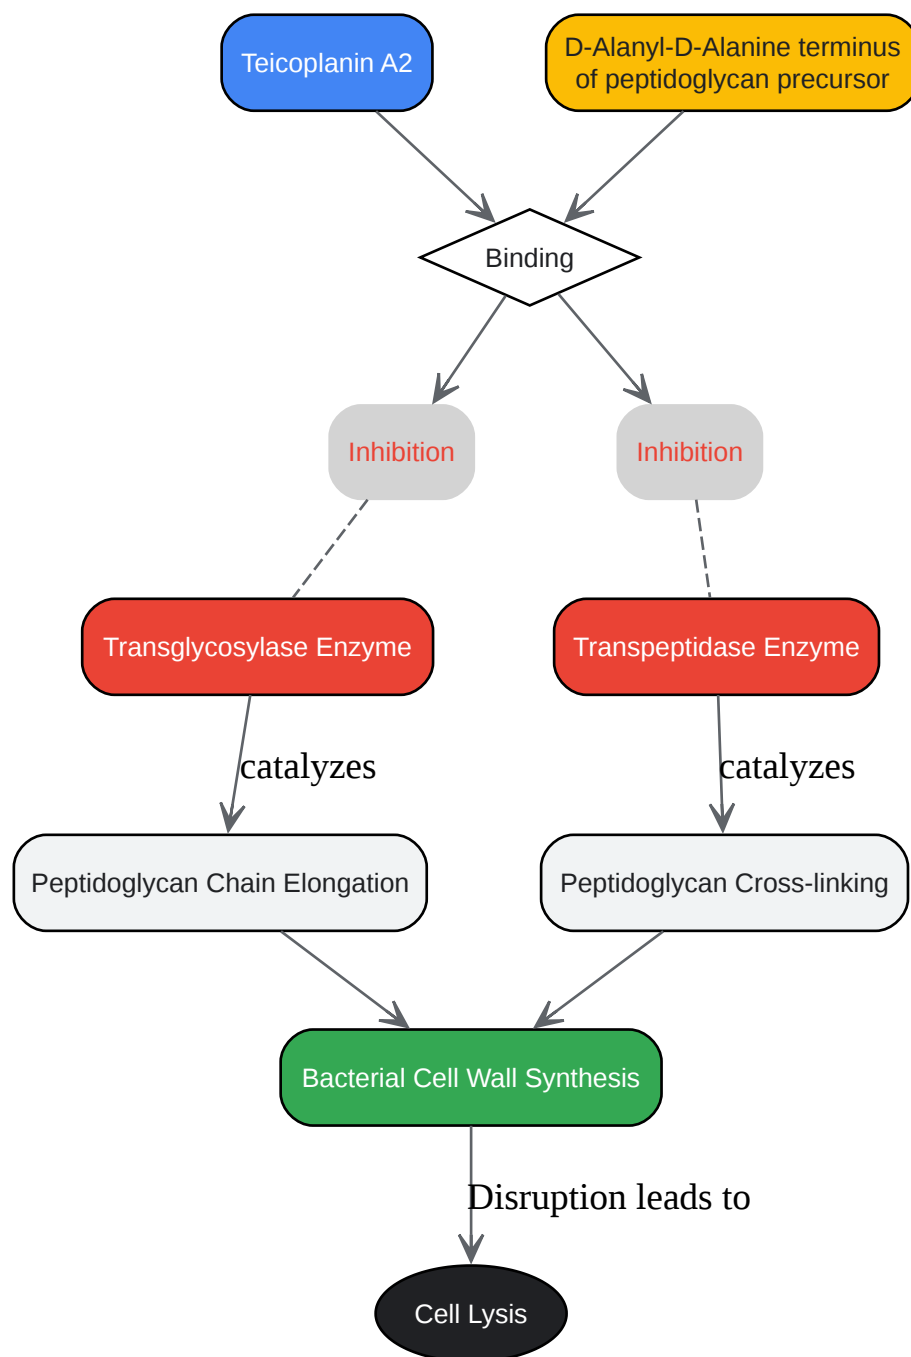 Teicoplanin A2
D-Alanyl-D-Alanine terminus
of peptidoglycan precursor
Binding
Inhibition
Inhibition
Transglycosylase Enzyme
Transpeptidase Enzyme
catalyzes
catalyzes
Peptidoglycan Chain Elongation
Peptidoglycan Cross-linking
Bacterial Cell Wall Synthesis
Disruption leads to
Cell Lysis